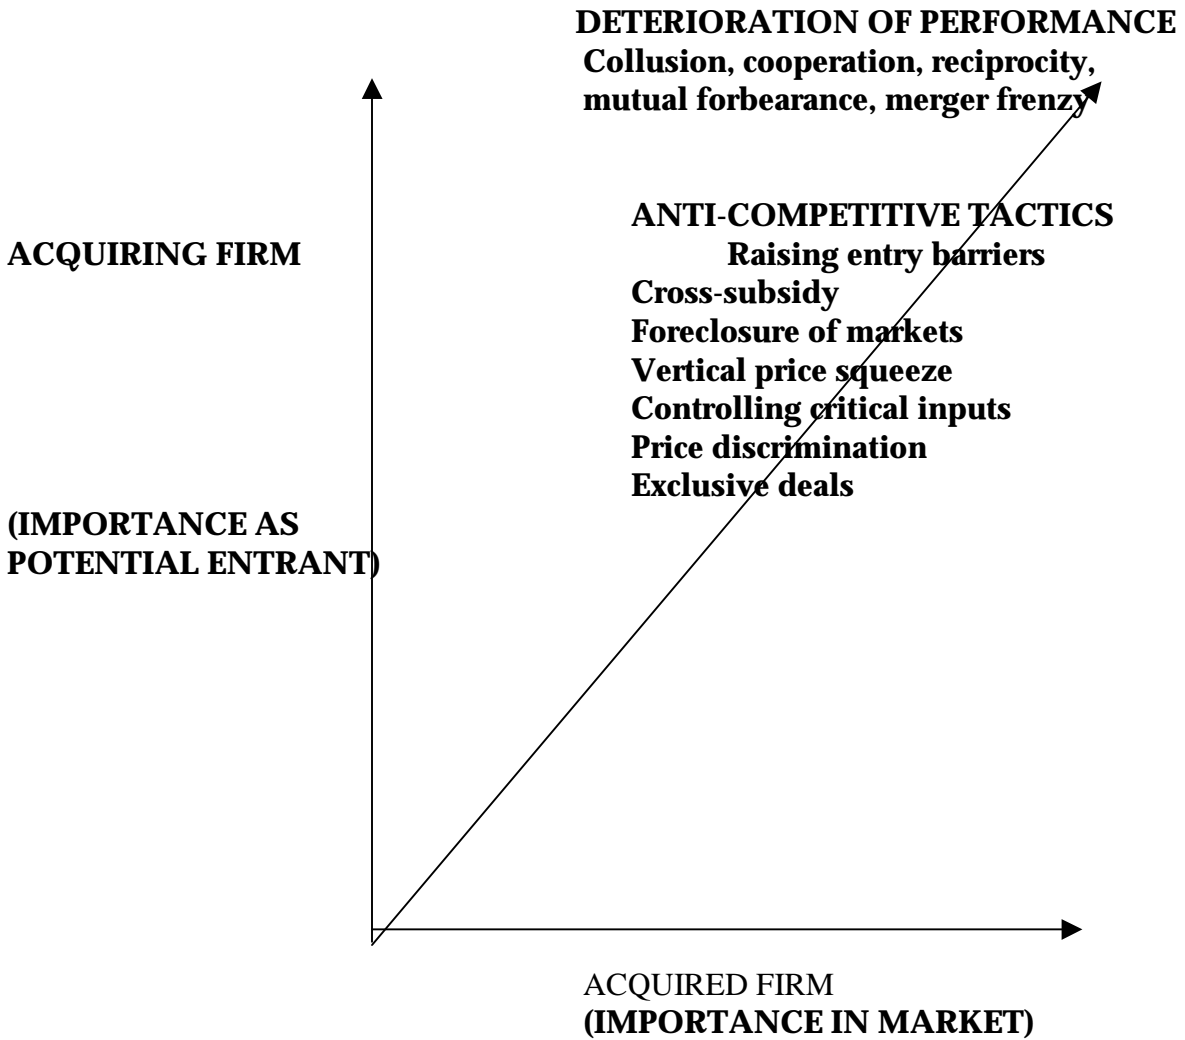 DETERIORATION OF PERFORMANCE
Collusion, cooperation, reciprocity,
mutual forbearance, merger frenzy
ANTI-COMPETITIVE TACTICS
ACQUIRING FIRM
Raising entry barriers
Cross-subsidy
Foreclosure of markets
Vertical price squeeze
Controlling critical inputs
Price discrimination
Exclusive deals
(IMPORTANCE AS
POTENTIAL ENTRANT)
ACQUIRED FIRM
(IMPORTANCE IN MARKET)